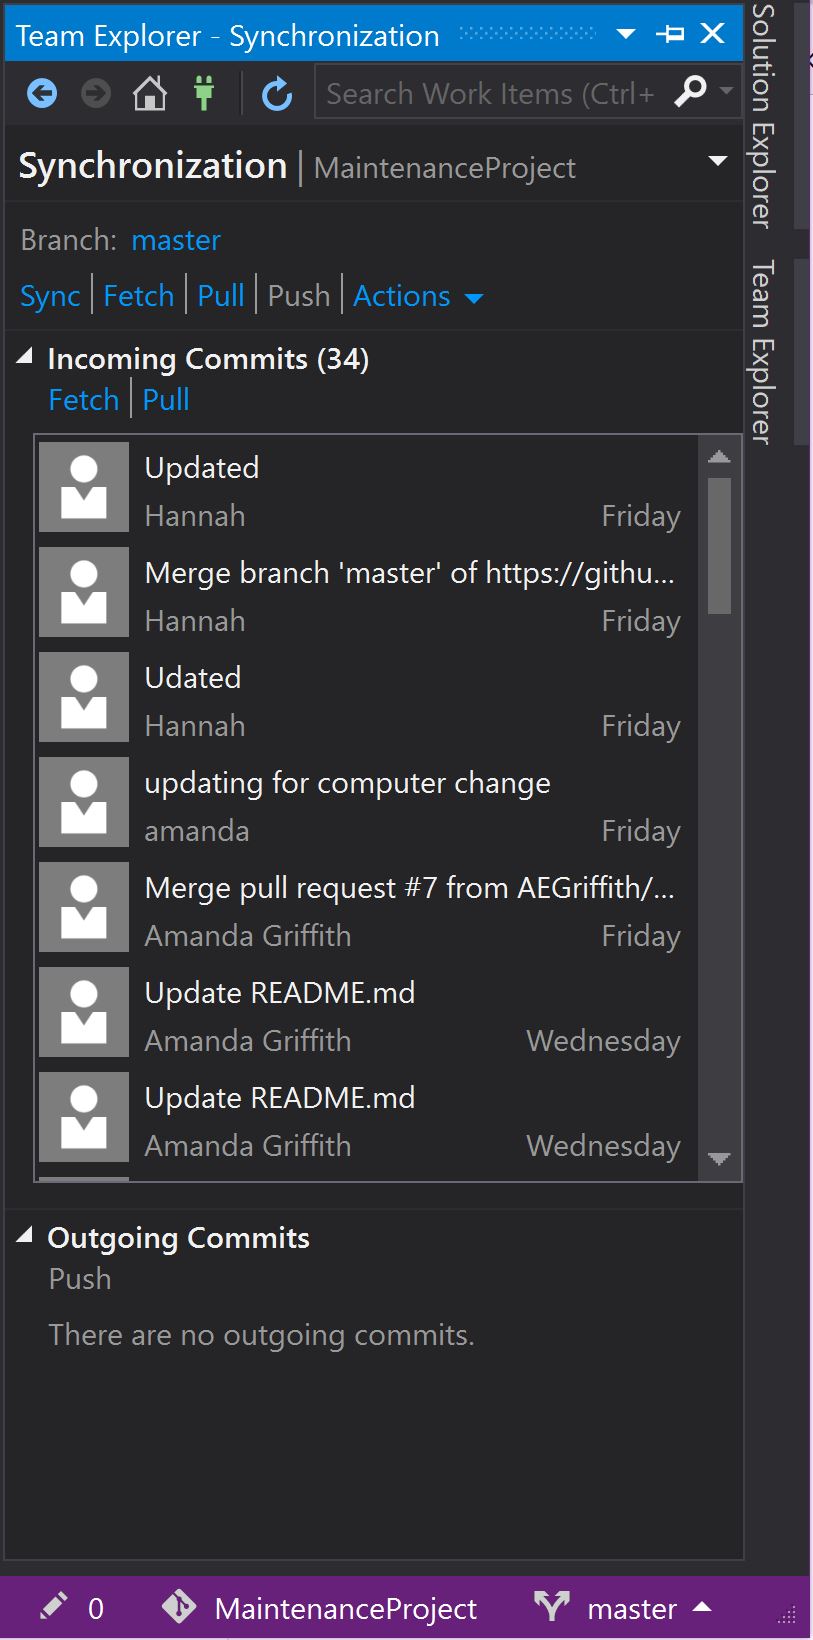 Team Explorer - Synchronization
Search Work Items (Ctrl+
Synchronization | MaintenanceProject
Branch: master
Sync | Fetch | Pull | Push | Actions
Incoming Commits (34)
Fetch | Pull
Updated
Hannah Friday
Merge branch 'master' of https://githu...
Hannah Friday
Udated
Hannah Friday
updating for computer change
amanda Friday
Merge pull request #7 from AEGriffith/...
Amanda Griffith Friday
Update README.md
Amanda Griffith Wednesday
Update README.md
Amanda Griffith Wednesday
Outgoing Commits
Push
There are no outgoing commits.
0 MaintenanceProject master
Solution Explorer
Team Explorer